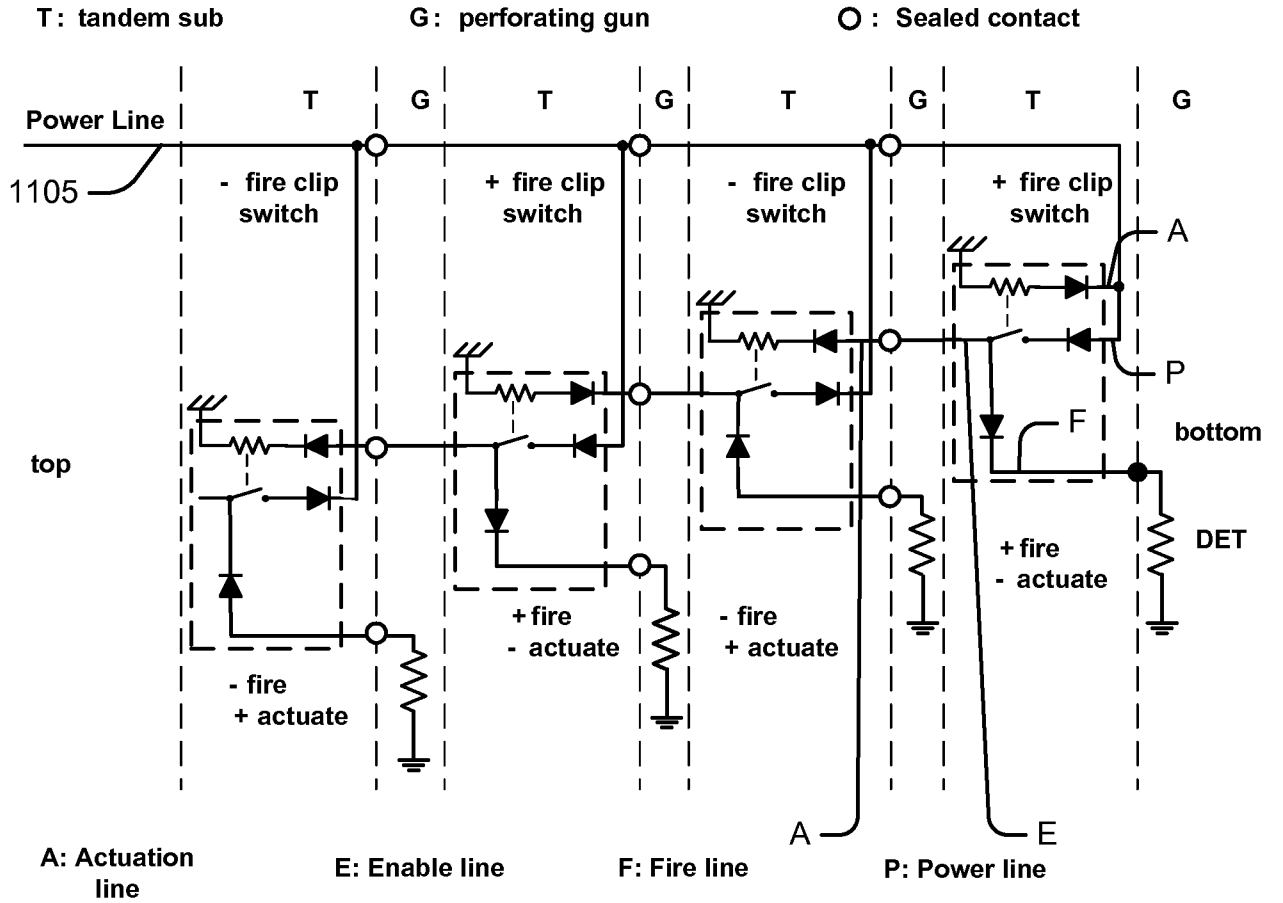 T: tandem sub
G: perforating gun
O : Sealed contact
T
G
T
G
T
G
T
G
Power Line
1105
- fire clip
switch
+ fire clip
switch
- fire clip
switch
+ fire clip
switch
A
P
F
top
bottom
DET
- fire
+ actuate
+ fire
- actuate
- fire
+ actuate
+ fire
- actuate
A
E
A: Actuation
line
E: Enable line
F: Fire line
P: Power line